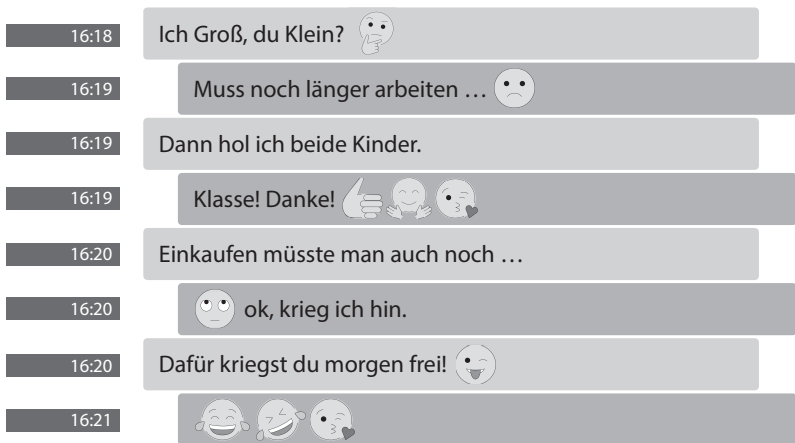 16:18 Ich Groß, du Klein? 🤔
16:19 Muss noch länger arbeiten … 🙁
16:19 Dann hol ich beide Kinder.
16:19 Klasse! Danke! 👍🤗😘
16:20 Einkaufen müsste man auch noch …
16:20 🙄 ok, krieg ich hin.
16:20 Dafür kriegst du morgen frei! 😜
16:21 😂🤣😘